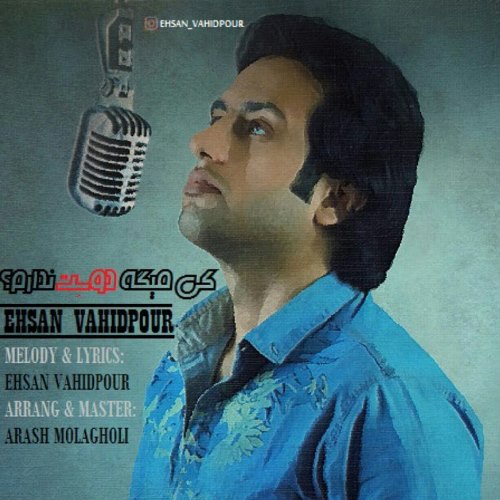 EHSAN_VAHIDPOUR
کی میگه دوست ندارم؟
EHSAN VAHIDPOUR
MELODY & LYRICS:
EHSAN VAHIDPOUR
ARRANG & MASTER:
ARASH MOLAGHOLI